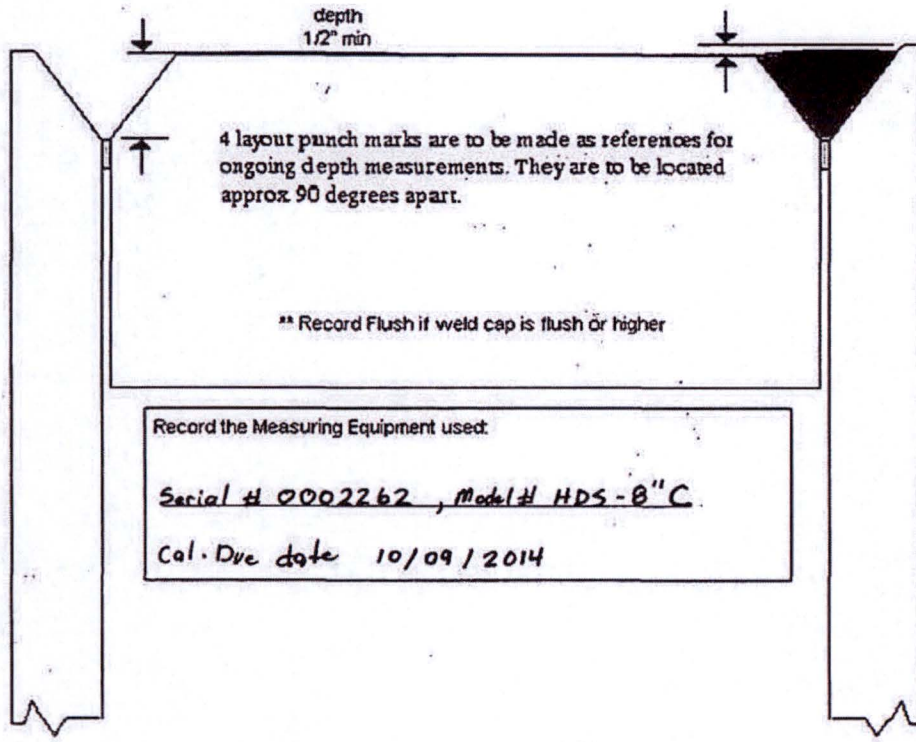 depth
1/2" min
4 layout punch marks are to be made as references for
ongoing depth measurements. They are to be located
approx 90 degrees apart.
** Record Flush if weld cap is flush or higher
Record the Measuring Equipment used:
Serial # 0002262 , Model # HDS-8"C
Cal. Due date 10/09/2014